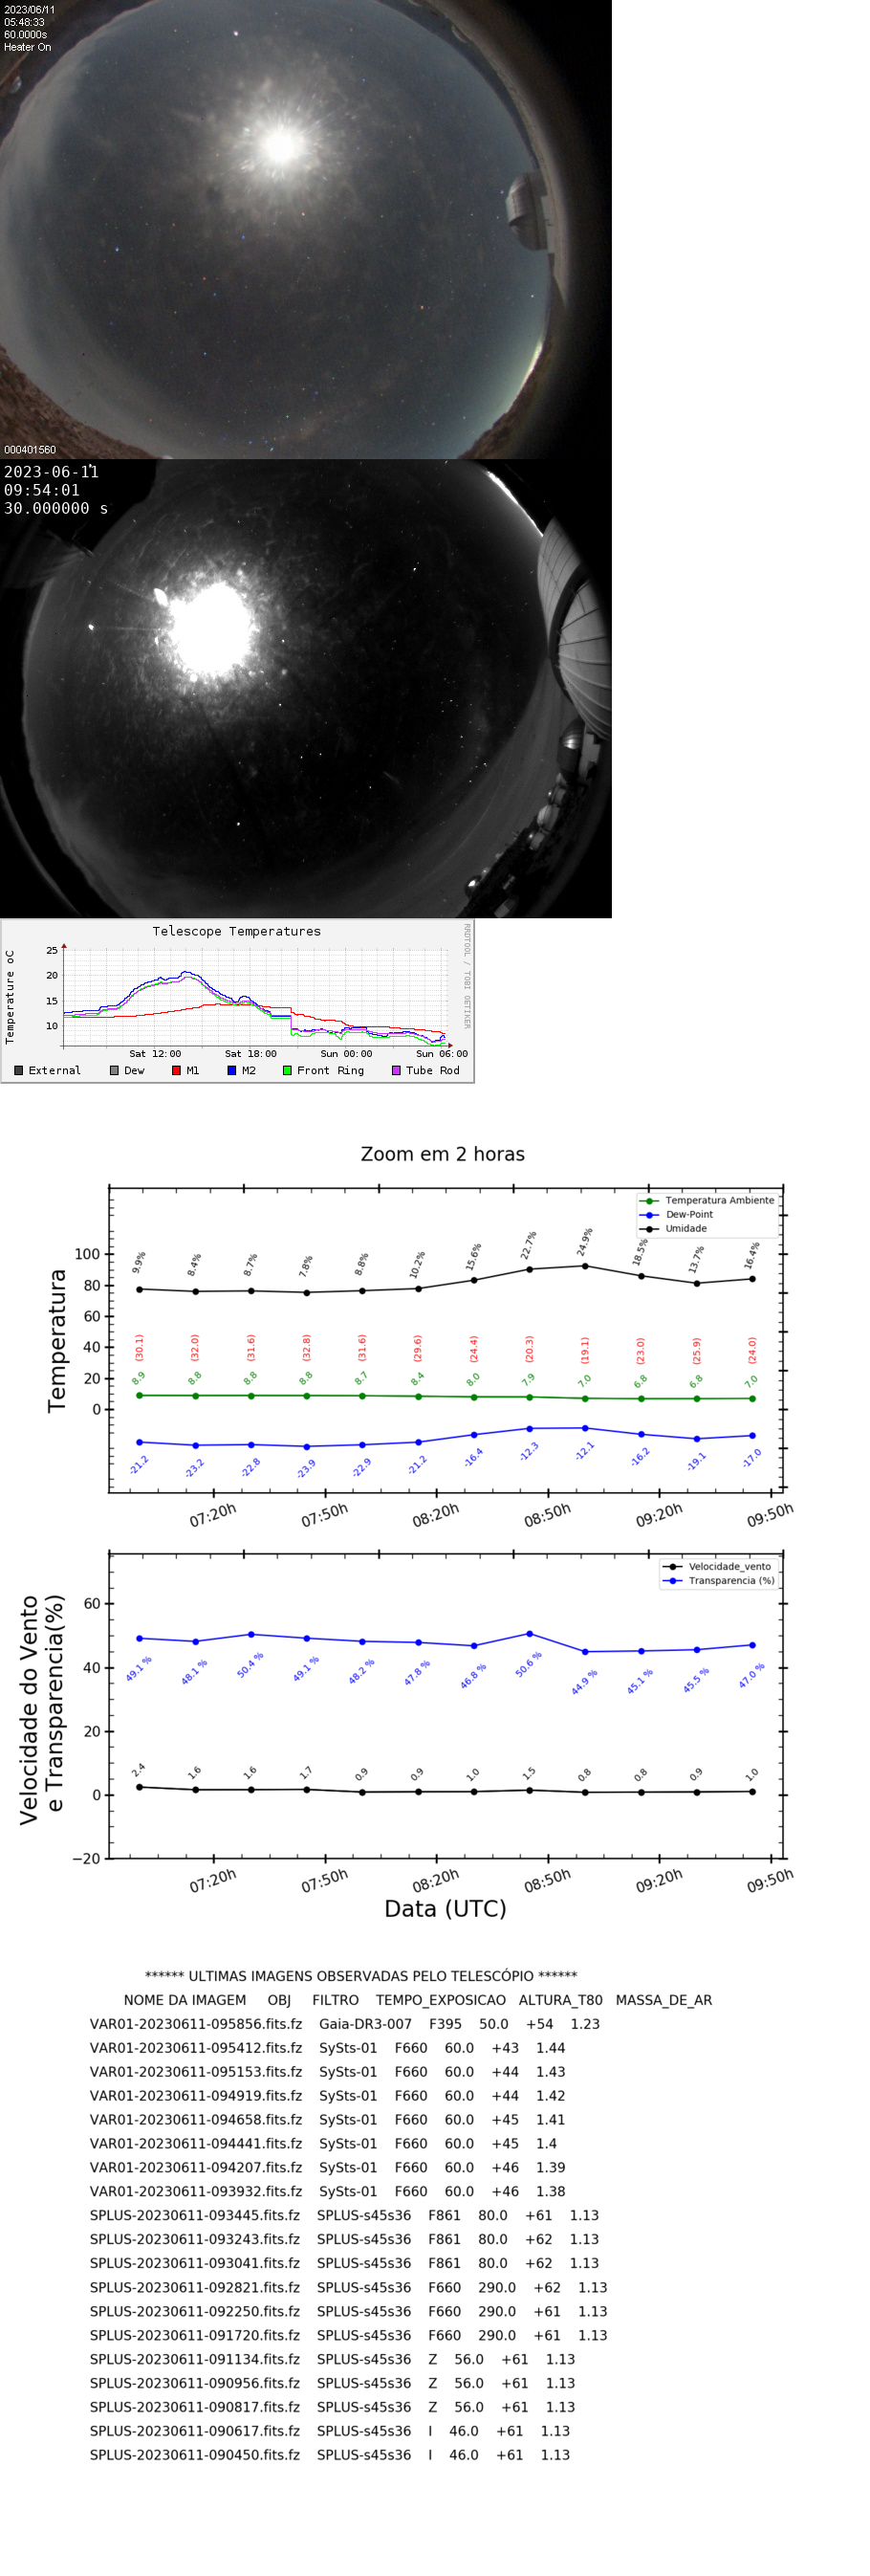 2023/06/11
05:48:33
60.0000s
Heater On
000401560
2023-06-11
09:54:01
30.000000 s
Telescope Temperatures
RRDTOOL / TOBI OETIKER
Temperature oC
25
20
15
10
Sat 12:00 Sat 18:00 Sun 00:00 Sun 06:00
External Dew M1 M2 Front Ring Tube Rod
Zoom em 2 horas
Temperatura
Temperatura Ambiente
Dew-Point
Umidade
100
80
60
40
20
0
9.9% 8.4% 8.7% 7.8% 8.8% 10.2% 15.6% 22.7% 24.9% 18.5% 13.7% 16.4%
(30.1) (32.0) (31.6) (32.8) (31.6) (29.6) (24.4) (20.3) (19.1) (23.0) (25.9) (24.0)
8.9 8.8 8.8 8.8 8.7 8.4 8.0 7.9 7.0 6.8 6.8 7.0
-21.2 -23.2 -22.8 -23.9 -22.9 -21.2 -16.4 -12.3 -12.1 -16.2 -19.1 -17.0
07:20h 07:50h 08:20h 08:50h 09:20h 09:50h
Velocidade do Vento
e Transparencia(%)
Velocidade_vento
Transparencia (%)
60
40
20
0
−20
49.1 % 48.1 % 50.4 % 49.1 % 48.2 % 47.8 % 46.8 % 50.6 % 44.9 % 45.1 % 45.5 % 47.0 %
2.4 1.6 1.6 1.7 0.9 0.9 1.0 1.5 0.8 0.8 0.9 1.0
07:20h 07:50h 08:20h 08:50h 09:20h 09:50h
Data (UTC)
****** ULTIMAS IMAGENS OBSERVADAS PELO TELESCÓPIO ******
NOME DA IMAGEM OBJ FILTRO TEMPO_EXPOSICAO ALTURA_T80 MASSA_DE_AR
VAR01-20230611-095856.fits.fz Gaia-DR3-007 F395 50.0 +54 1.23
VAR01-20230611-095412.fits.fz SySts-01 F660 60.0 +43 1.44
VAR01-20230611-095153.fits.fz SySts-01 F660 60.0 +44 1.43
VAR01-20230611-094919.fits.fz SySts-01 F660 60.0 +44 1.42
VAR01-20230611-094658.fits.fz SySts-01 F660 60.0 +45 1.41
VAR01-20230611-094441.fits.fz SySts-01 F660 60.0 +45 1.4
VAR01-20230611-094207.fits.fz SySts-01 F660 60.0 +46 1.39
VAR01-20230611-093932.fits.fz SySts-01 F660 60.0 +46 1.38
SPLUS-20230611-093445.fits.fz SPLUS-s45s36 F861 80.0 +61 1.13
SPLUS-20230611-093243.fits.fz SPLUS-s45s36 F861 80.0 +62 1.13
SPLUS-20230611-093041.fits.fz SPLUS-s45s36 F861 80.0 +62 1.13
SPLUS-20230611-092821.fits.fz SPLUS-s45s36 F660 290.0 +62 1.13
SPLUS-20230611-092250.fits.fz SPLUS-s45s36 F660 290.0 +61 1.13
SPLUS-20230611-091720.fits.fz SPLUS-s45s36 F660 290.0 +61 1.13
SPLUS-20230611-091134.fits.fz SPLUS-s45s36 Z 56.0 +61 1.13
SPLUS-20230611-090956.fits.fz SPLUS-s45s36 Z 56.0 +61 1.13
SPLUS-20230611-090817.fits.fz SPLUS-s45s36 Z 56.0 +61 1.13
SPLUS-20230611-090617.fits.fz SPLUS-s45s36 I 46.0 +61 1.13
SPLUS-20230611-090450.fits.fz SPLUS-s45s36 I 46.0 +61 1.13